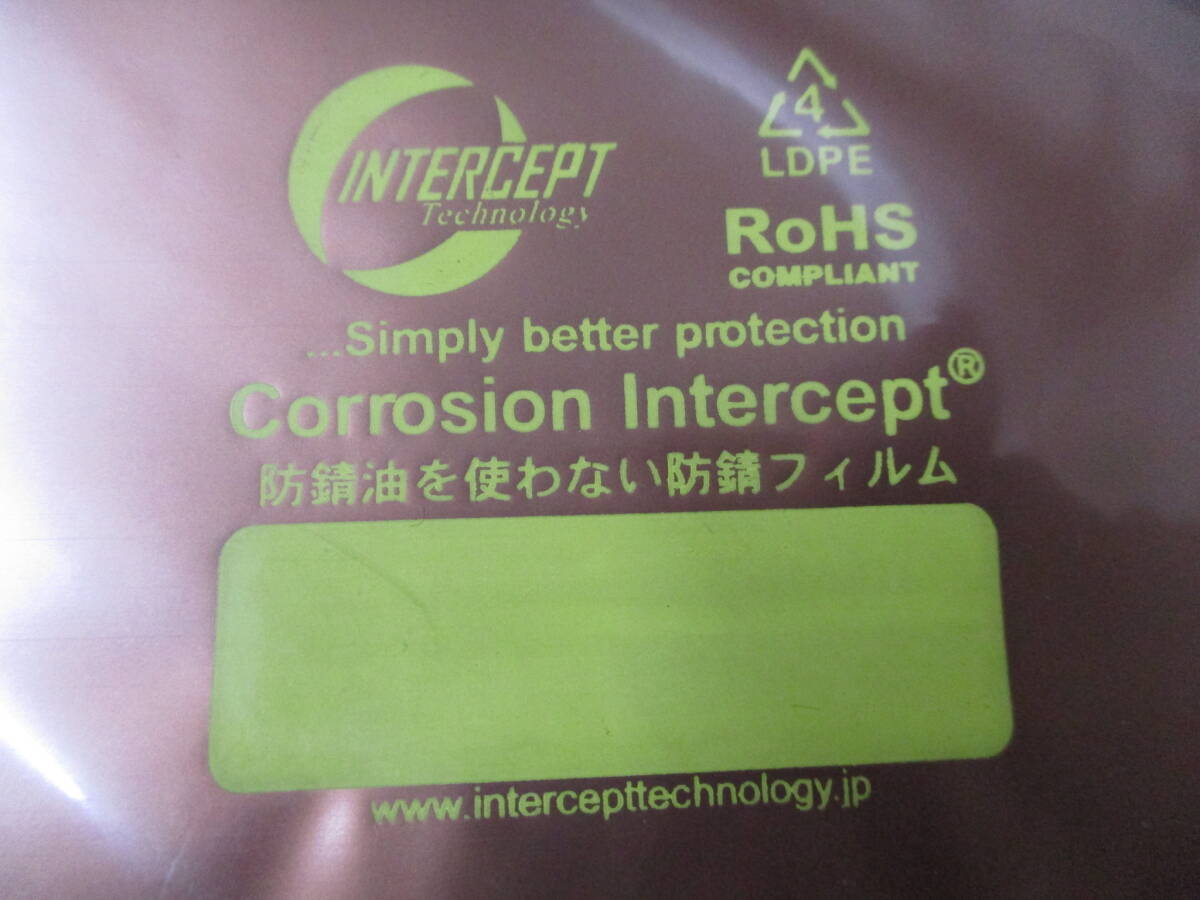 INTERCEPT
Technology
4
LDPE
RoHS
COMPLIANT
...Simply better protection
Corrosion Intercept®
防錆油を使わない防錆フィルム
www.intercepttechnology.jp